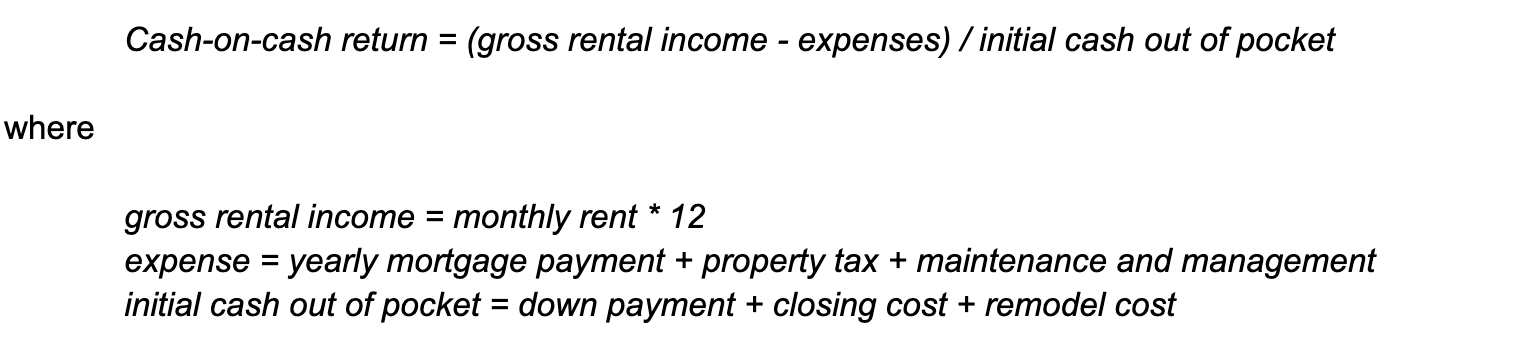 Cash-on-cash return = (gross rental income - expenses) / initial cash out of pocket
where
gross rental income = monthly rent * 12
expense = yearly mortgage payment + property tax + maintenance and management
initial cash out of pocket = down payment + closing cost + remodel cost